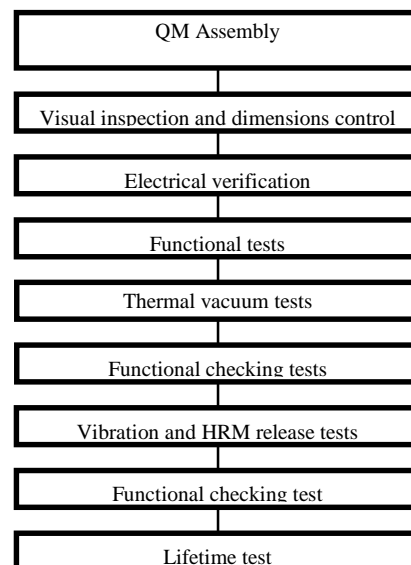 QM Assembly
Visual inspection and dimensions control
Electrical verification
Functional tests
Thermal vacuum tests
Functional checking tests
Vibration and HRM release tests
Functional checking test
Lifetime test